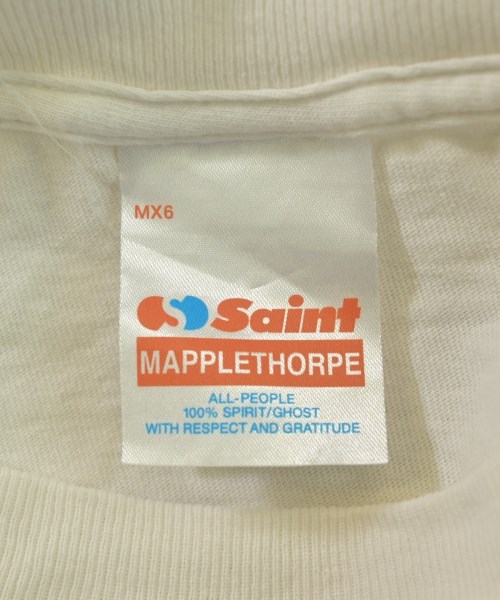 MX6
Saint
MAPPLETHORPE
ALL-PEOPLE
100% SPIRIT/GHOST
WITH RESPECT AND GRATITUDE